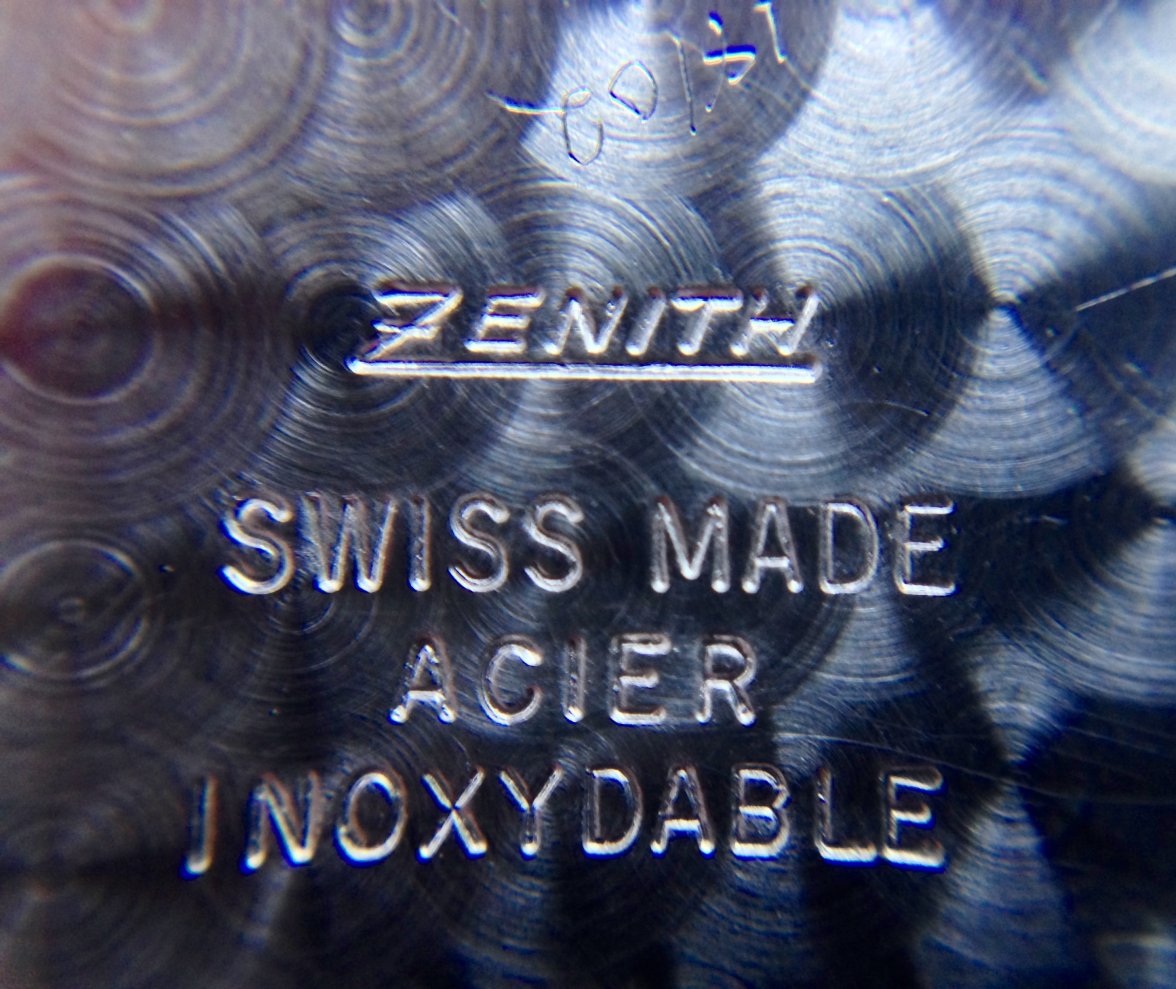 ZENITH
SWISS MADE
ACIER
INOXYDABLE